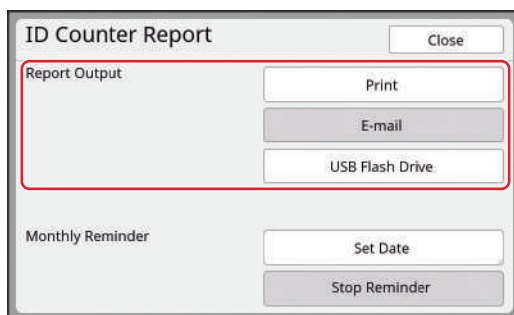 ID Counter Report
Close
Report Output
Print
E-mail
USB Flash Drive
Monthly Reminder
Set Date
Stop Reminder